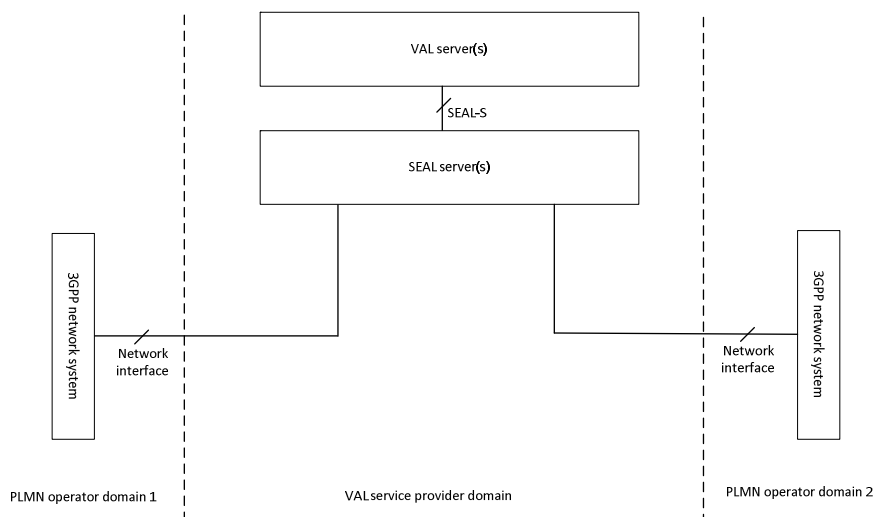 VAL server(s)
SEAL-S
SEAL server(s)
3GPP network system
Network
interface
3GPP network system
Network
interface
PLMN operator domain 1
VAL service provider domain
PLMN operator domain 2